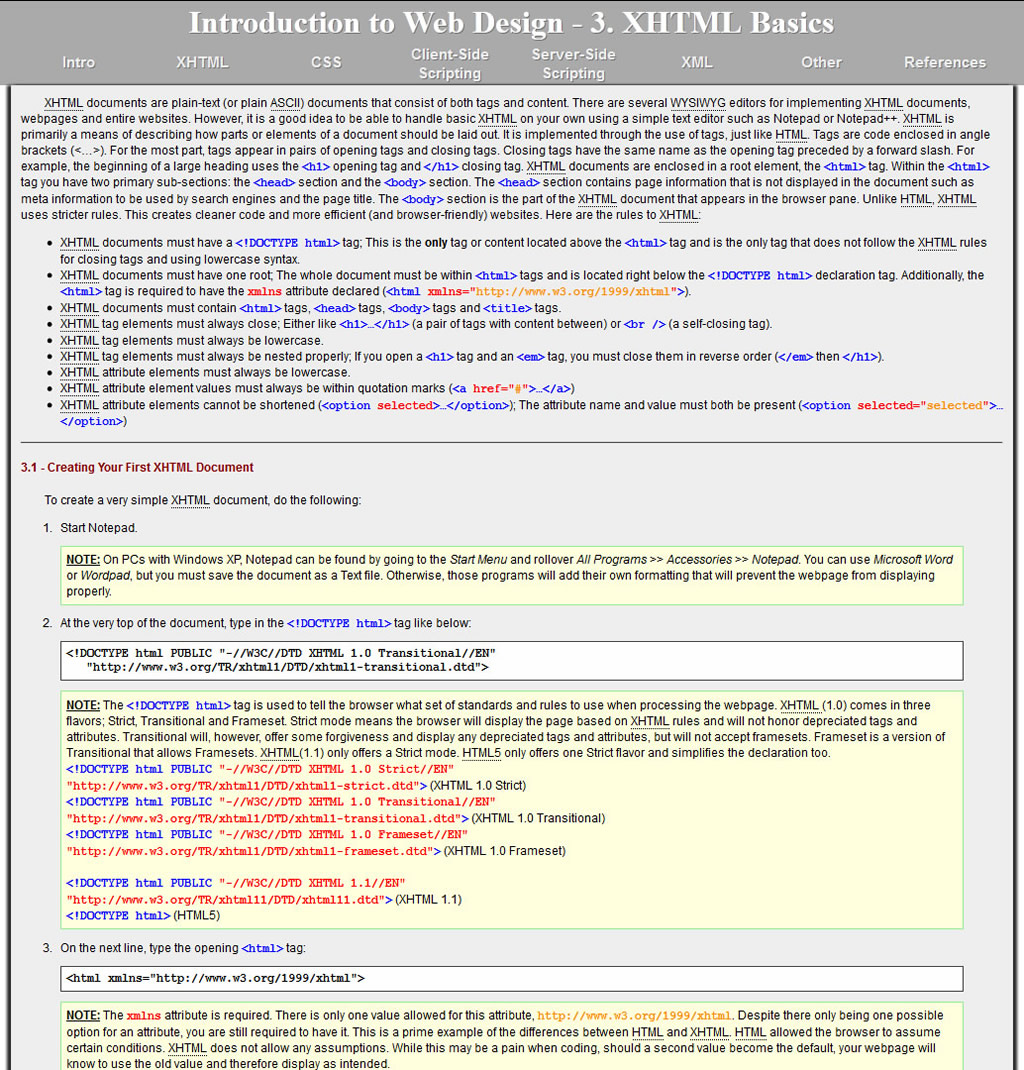 Introduction to Web Design - 3. XHTML Basics
Intro
XHTML
CSS
Client-Side
Scripting
Server-Side
Scripting
XML
Other
References
XHTML documents are plain-text (or plain ASCII) documents that consist of both tags and content. There are several WYSIWYG editors for implementing XHTML documents,
webpages and entire websites. However, it is a good idea to be able to handle basic XHTML on your own using a simple text editor such as Notepad or Notepad++. XHTML is
primarily a means of describing how parts or elements of a document should be laid out. It is implemented through the use of tags, just like HTML. Tags are code enclosed in angle
brackets (<...>). For the most part, tags appear in pairs of opening tags and closing tags. Closing tags have the same name as the opening tag preceded by a forward slash. For
example, the beginning of a large heading uses the <h1> opening tag and </h1> closing tag. XHTML documents are enclosed in a root element, the <html> tag. Within the <html>
tag you have two primary sub-sections: the <head> section and the <body> section. The <head> section contains page information that is not displayed in the document such as
meta information to be used by search engines and the page title. The <body> section is the part of the XHTML document that appears in the browser pane. Unlike HTML, XHTML
uses stricter rules. This creates cleaner code and more efficient (and browser-friendly) websites. Here are the rules to XHTML:
• XHTML documents must have a <!DOCTYPE html> tag; This is the only tag or content located above the <html> tag and is the only tag that does not follow the XHTML rules
for closing tags and using lowercase syntax.
• XHTML documents must have one root; The whole document must be within <html> tags and is located right below the <!DOCTYPE html> declaration tag. Additionally, the
<html> tag is required to have the xmlns attribute declared (<html xmlns="http://www.w3.org/1999/xhtml">).
• XHTML documents must contain <html> tags, <head> tags, <body> tags and <title> tags.
• XHTML tag elements must always close; Either like <h1>...</h1> (a pair of tags with content between) or <br /> (a self-closing tag).
• XHTML tag elements must always be lowercase.
• XHTML tag elements must always be nested properly; If you open a <h1> tag and an <em> tag, you must close them in reverse order (</em> then </h1>).
• XHTML attribute elements must always be lowercase.
• XHTML attribute element values must always be within quotation marks (<a href="#">...</a>)
• XHTML attribute elements cannot be shortened (<option selected>...</option>); The attribute name and value must both be present (<option selected="selected">...
</option>)
3.1 - Creating Your First XHTML Document
To create a very simple XHTML document, do the following:
1. Start Notepad.
NOTE: On PCs with Windows XP, Notepad can be found by going to the Start Menu and rollover All Programs >> Accessories >> Notepad. You can use Microsoft Word
or Wordpad, but you must save the document as a Text file. Otherwise, those programs will add their own formatting that will prevent the webpage from displaying
properly.
2. At the very top of the document, type in the <!DOCTYPE html> tag like below:
<!DOCTYPE html PUBLIC "-//W3C//DTD XHTML 1.0 Transitional//EN"
"http://www.w3.org/TR/xhtml1/DTD/xhtml1-transitional.dtd">
NOTE: The <!DOCTYPE html> tag is used to tell the browser what set of standards and rules to use when processing the webpage. XHTML (1.0) comes in three
flavors; Strict, Transitional and Frameset. Strict mode means the browser will display the page based on XHTML rules and will not honor depreciated tags and
attributes. Transitional will, however, offer some forgiveness and display any depreciated tags and attributes, but will not accept framesets. Frameset is a version of
Transitional that allows Framesets. XHTML(1.1) only offers a Strict mode. HTML5 only offers one Strict flavor and simplifies the declaration too.
<!DOCTYPE html PUBLIC "-//W3C//DTD XHTML 1.0 Strict//EN"
"http://www.w3.org/TR/xhtml1/DTD/xhtml1-strict.dtd"> (XHTML 1.0 Strict)
<!DOCTYPE html PUBLIC "-//W3C//DTD XHTML 1.0 Transitional//EN"
"http://www.w3.org/TR/xhtml1/DTD/xhtml1-transitional.dtd"> (XHTML 1.0 Transitional)
<!DOCTYPE html PUBLIC "-//W3C//DTD XHTML 1.0 Frameset//EN"
"http://www.w3.org/TR/xhtml1/DTD/xhtml1-frameset.dtd"> (XHTML 1.0 Frameset)
<!DOCTYPE html PUBLIC "-//W3C//DTD XHTML 1.1//EN"
"http://www.w3.org/TR/xhtml11/DTD/xhtml11.dtd"> (XHTML 1.1)
<!DOCTYPE html> (HTML5)
3. On the next line, type the opening <html> tag:
<html xmlns="http://www.w3.org/1999/xhtml">
NOTE: The xmlns attribute is required. There is only one value allowed for this attribute, http://www.w3.org/1999/xhtml. Despite there only being one possible
option for an attribute, you are still required to have it. This is a prime example of the differences between HTML and XHTML. HTML allowed the browser to assume
certain conditions. XHTML does not allow any assumptions. While this may be a pain when coding, should a second value become the default, your webpage will
know to use the old value and therefore display as intended.